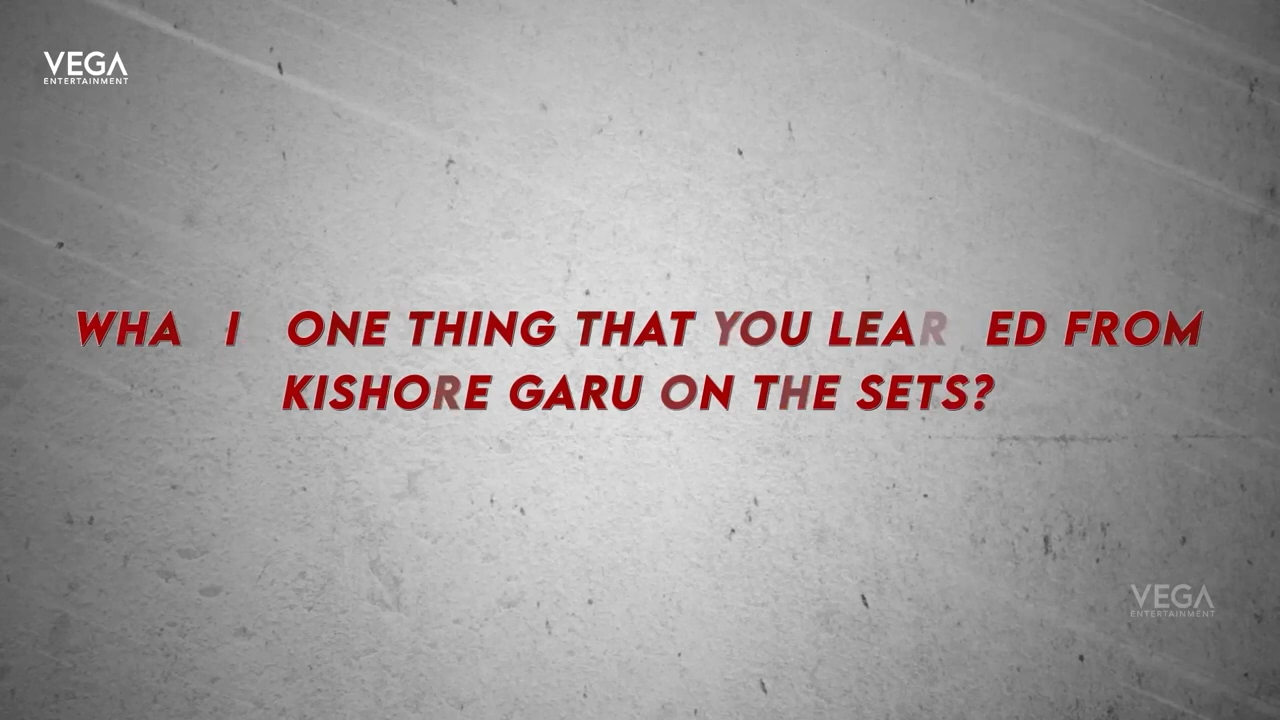 VEGA
ENTERTAINMENT
WHA I ONE THING THAT YOU LEAR ED FROM
KISHORE GARU ON THE SETS?
VEGA
ENTERTAINMENT